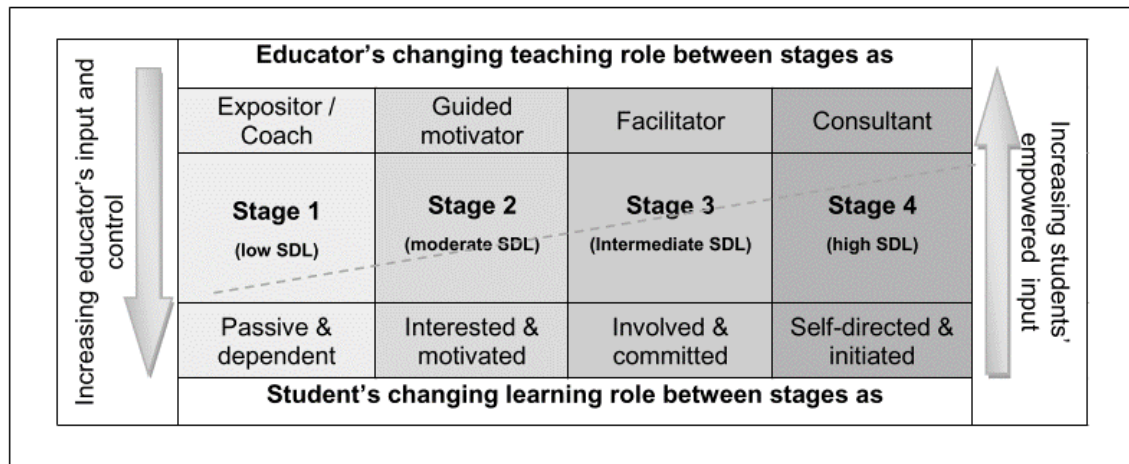 Educator's changing teaching role between stages as
Increasing educator's input and
control
Expositor /
Coach
Guided
motivator
Facilitator
Consultant
Stage 1
(low SDL)
Stage 2
(moderate SDL)
Stage 3
(Intermediate SDL)
Stage 4
(high SDL)
Passive &
dependent
Interested &
motivated
Involved &
committed
Self-directed &
initiated
Student's changing learning role between stages as
Increasing students'
empowered input